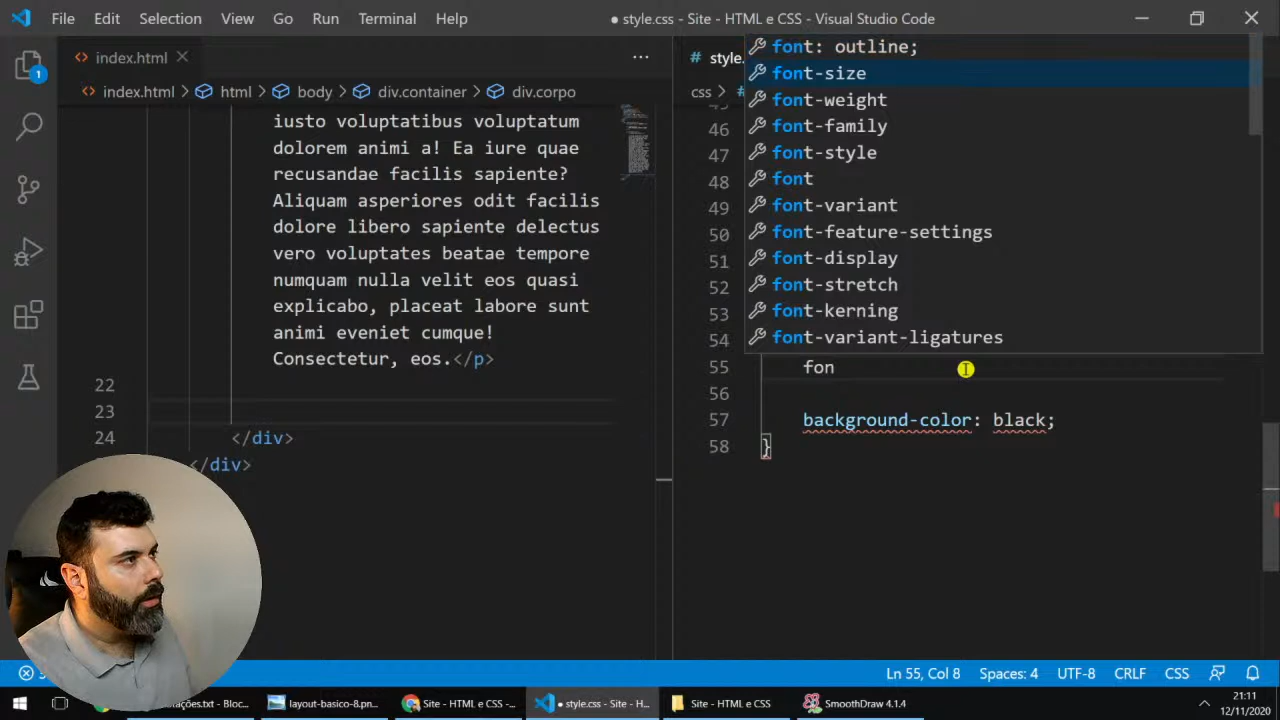 File Edit Selection View Go Run Terminal Help
● style.css - Site - HTML e CSS - Visual Studio Code
index.html
index.html > html > body > div.container > div.corpo
iusto voluptatibus voluptatum
dolorem animi a! Ea iure quae
recusandae facilis sapiente?
Aliquam asperiores odit facilis
dolore libero sapiente delectus
vero voluptates beatae tempore
numquam nulla velit eos quasi
explicabo, placeat labore sunt
animi eveniet cumque!
Consectetur, eos.</p>
22
23
24 </div>
</div>
# style.
css > #
font: outline;
font-size
font-weight
font-family
font-style
font
font-variant
font-feature-settings
font-display
font-stretch
font-kerning
font-variant-ligatures
46
47
48
49
50
51
52
53
54
55 fon
56
57 background-color: black;
58 }
1
Ln 55, Col 8 Spaces: 4 UTF-8 CRLF CSS
tações.txt - Bloc... layout-basico-8.pn... Site - HTML e CSS -... ● style.css - Site - H... Site - HTML e CSS SmoothDraw 4.1.4
21:11
12/11/2020